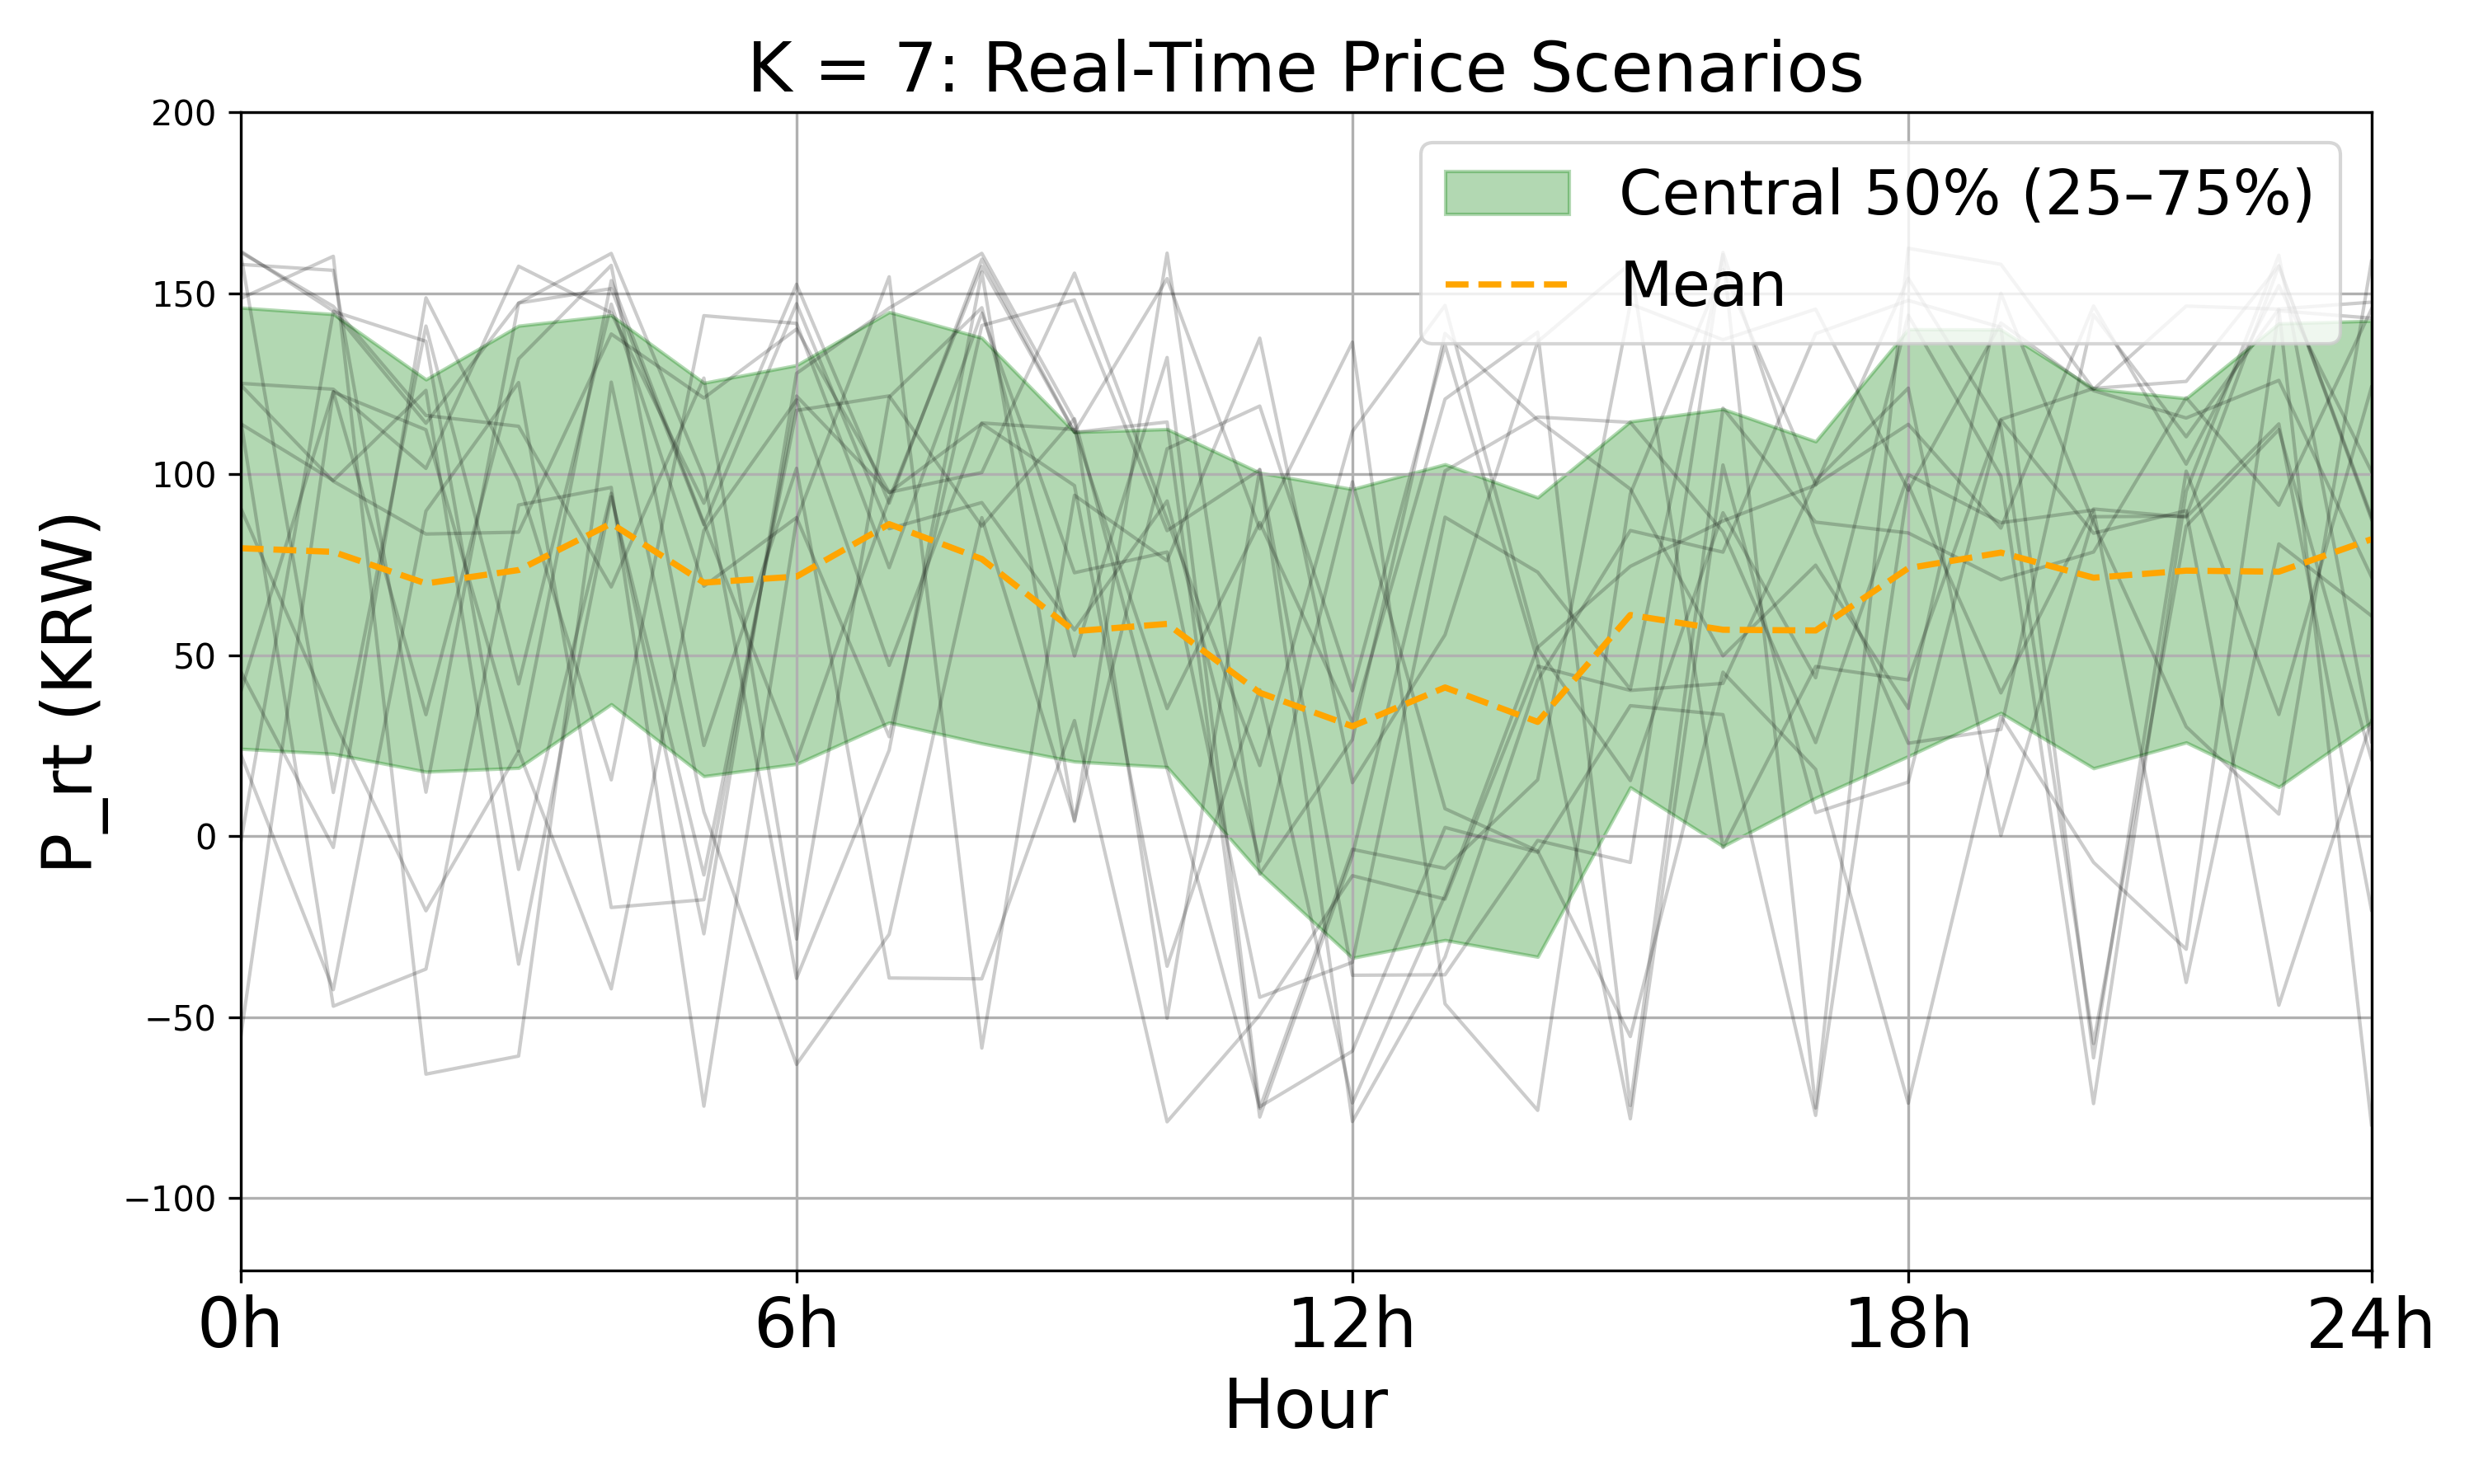 K = 7: Real-Time Price Scenarios
200
150
100
50
0
−50
−100
P_rt (KRW)
Central 50% (25–75%)
Mean
0h
6h
12h
18h
24h
Hour